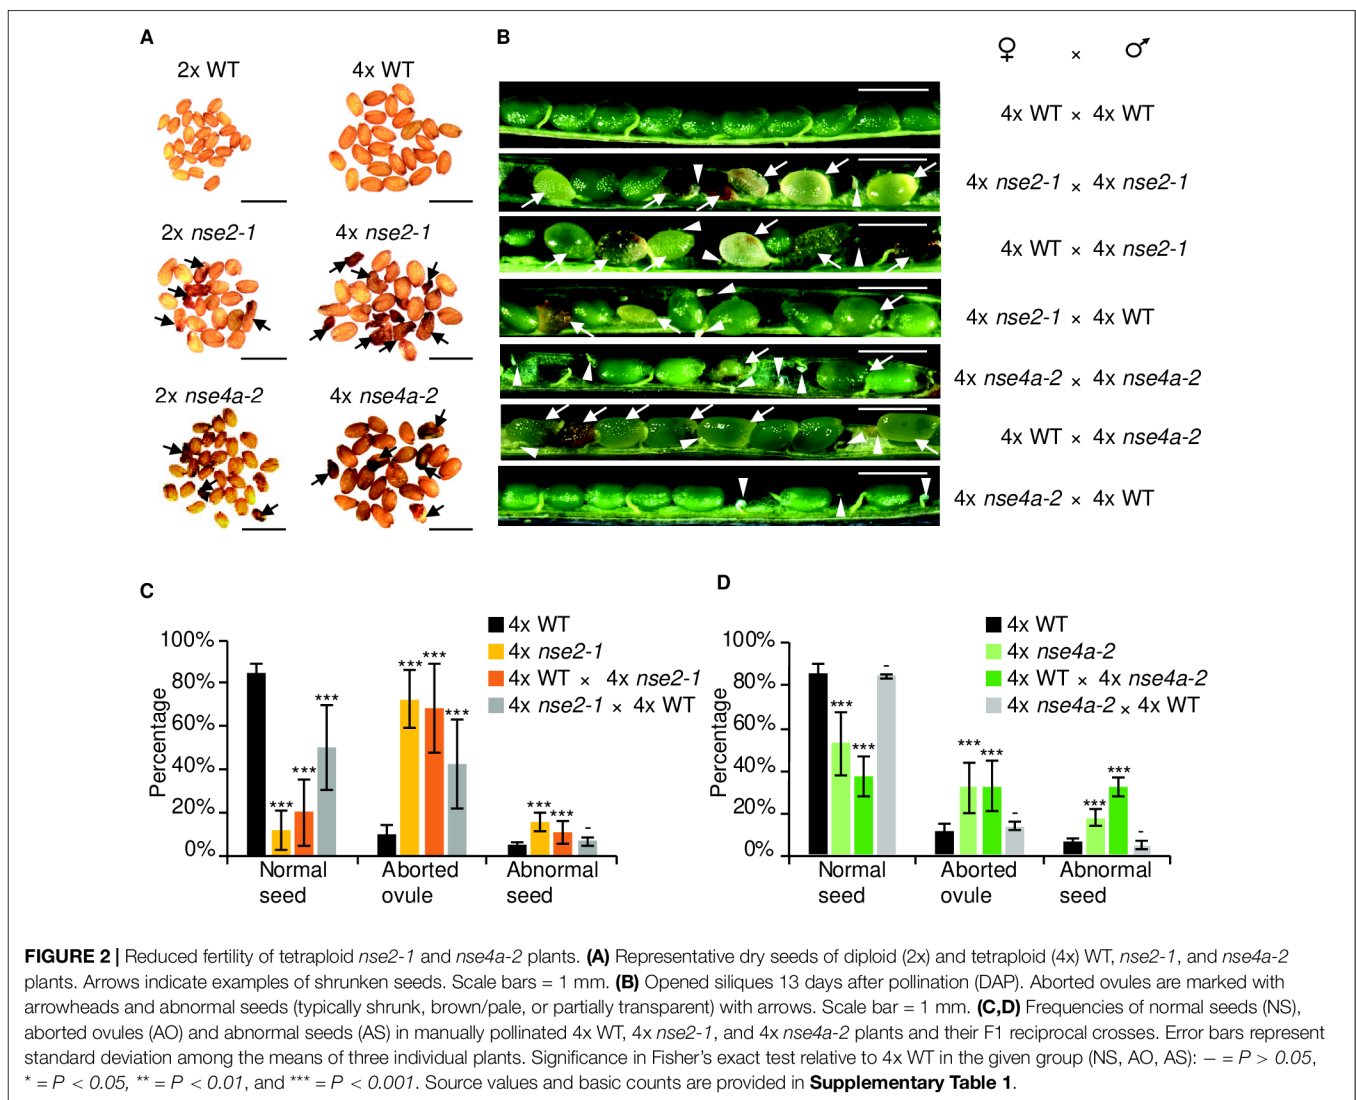 A
2x WT
4x WT
2x nse2-1
4x nse2-1
2x nse4a-2
4x nse4a-2
B
♀ × ♂
4x WT × 4x WT
4x nse2-1 × 4x nse2-1
4x WT × 4x nse2-1
4x nse2-1 × 4x WT
4x nse4a-2 × 4x nse4a-2
4x WT × 4x nse4a-2
4x nse4a-2 × 4x WT
C
Percentage
100%
80%
60%
40%
20%
0%
4x WT
4x nse2-1
4x WT × 4x nse2-1
4x nse2-1 × 4x WT
*** *** ***
*** *** ***
*** *** -
Normal seed
Aborted ovule
Abnormal seed
D
Percentage
100%
80%
60%
40%
20%
0%
4x WT
4x nse4a-2
4x WT × 4x nse4a-2
4x nse4a-2 × 4x WT
*** *** -
*** *** -
*** *** -
Normal seed
Aborted ovule
Abnormal seed
FIGURE 2 | Reduced fertility of tetraploid nse2-1 and nse4a-2 plants. (A) Representative dry seeds of diploid (2x) and tetraploid (4x) WT, nse2-1, and nse4a-2
plants. Arrows indicate examples of shrunken seeds. Scale bars = 1 mm. (B) Opened siliques 13 days after pollination (DAP). Aborted ovules are marked with
arrowheads and abnormal seeds (typically shrunk, brown/pale, or partially transparent) with arrows. Scale bar = 1 mm. (C,D) Frequencies of normal seeds (NS),
aborted ovules (AO) and abnormal seeds (AS) in manually pollinated 4x WT, 4x nse2-1, and 4x nse4a-2 plants and their F1 reciprocal crosses. Error bars represent
standard deviation among the means of three individual plants. Significance in Fisher's exact test relative to 4x WT in the given group (NS, AO, AS): – = P > 0.05,
* = P < 0.05, ** = P < 0.01, and *** = P < 0.001. Source values and basic counts are provided in Supplementary Table 1.